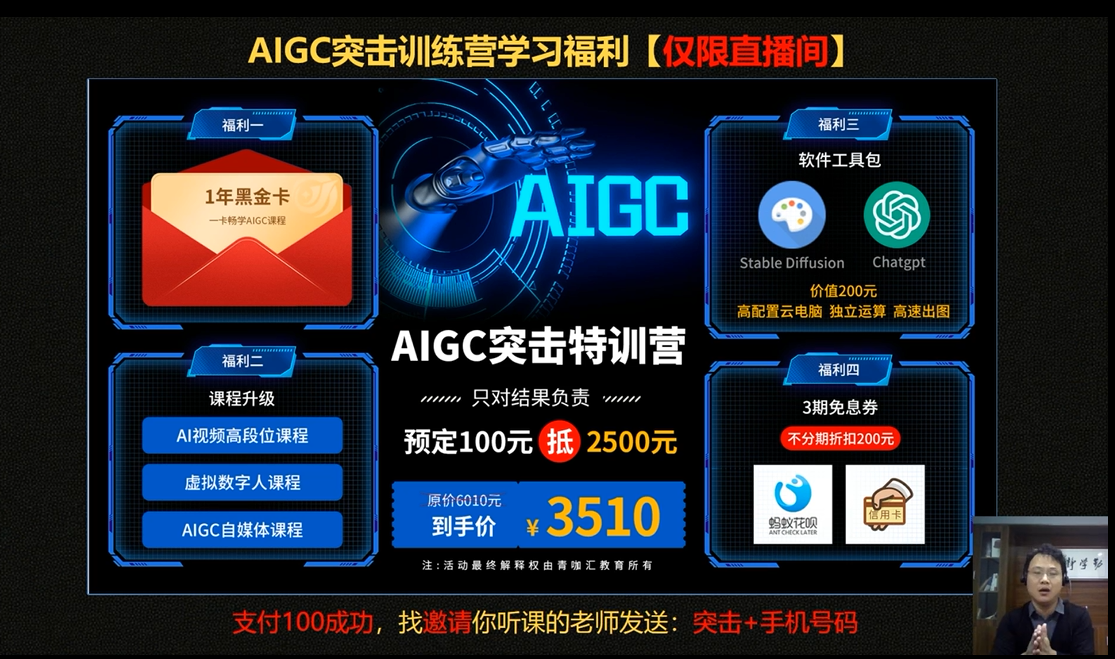 AIGC突击训练营学习福利【仅限直播间】
福利一
1年黑金卡
一卡畅学AIGC课程
福利二
课程升级
AI视频高段位课程
虚拟数字人课程
AIGC自媒体课程
AIGC
AIGC突击特训营
只对结果负责
预定100元 抵 2500元
原价6010元
到手价 ¥3510
注:活动最终解释权由青咖汇教育所有
福利三
软件工具包
Stable Diffusion Chatgpt
价值200元
高配置云电脑 独立运算 高速出图
福利四
3期免息券
不分期折扣200元
蚂蚁花呗
ANT CHECK LATER
信用卡
支付100成功，找邀请你听课的老师发送：突击+手机号码